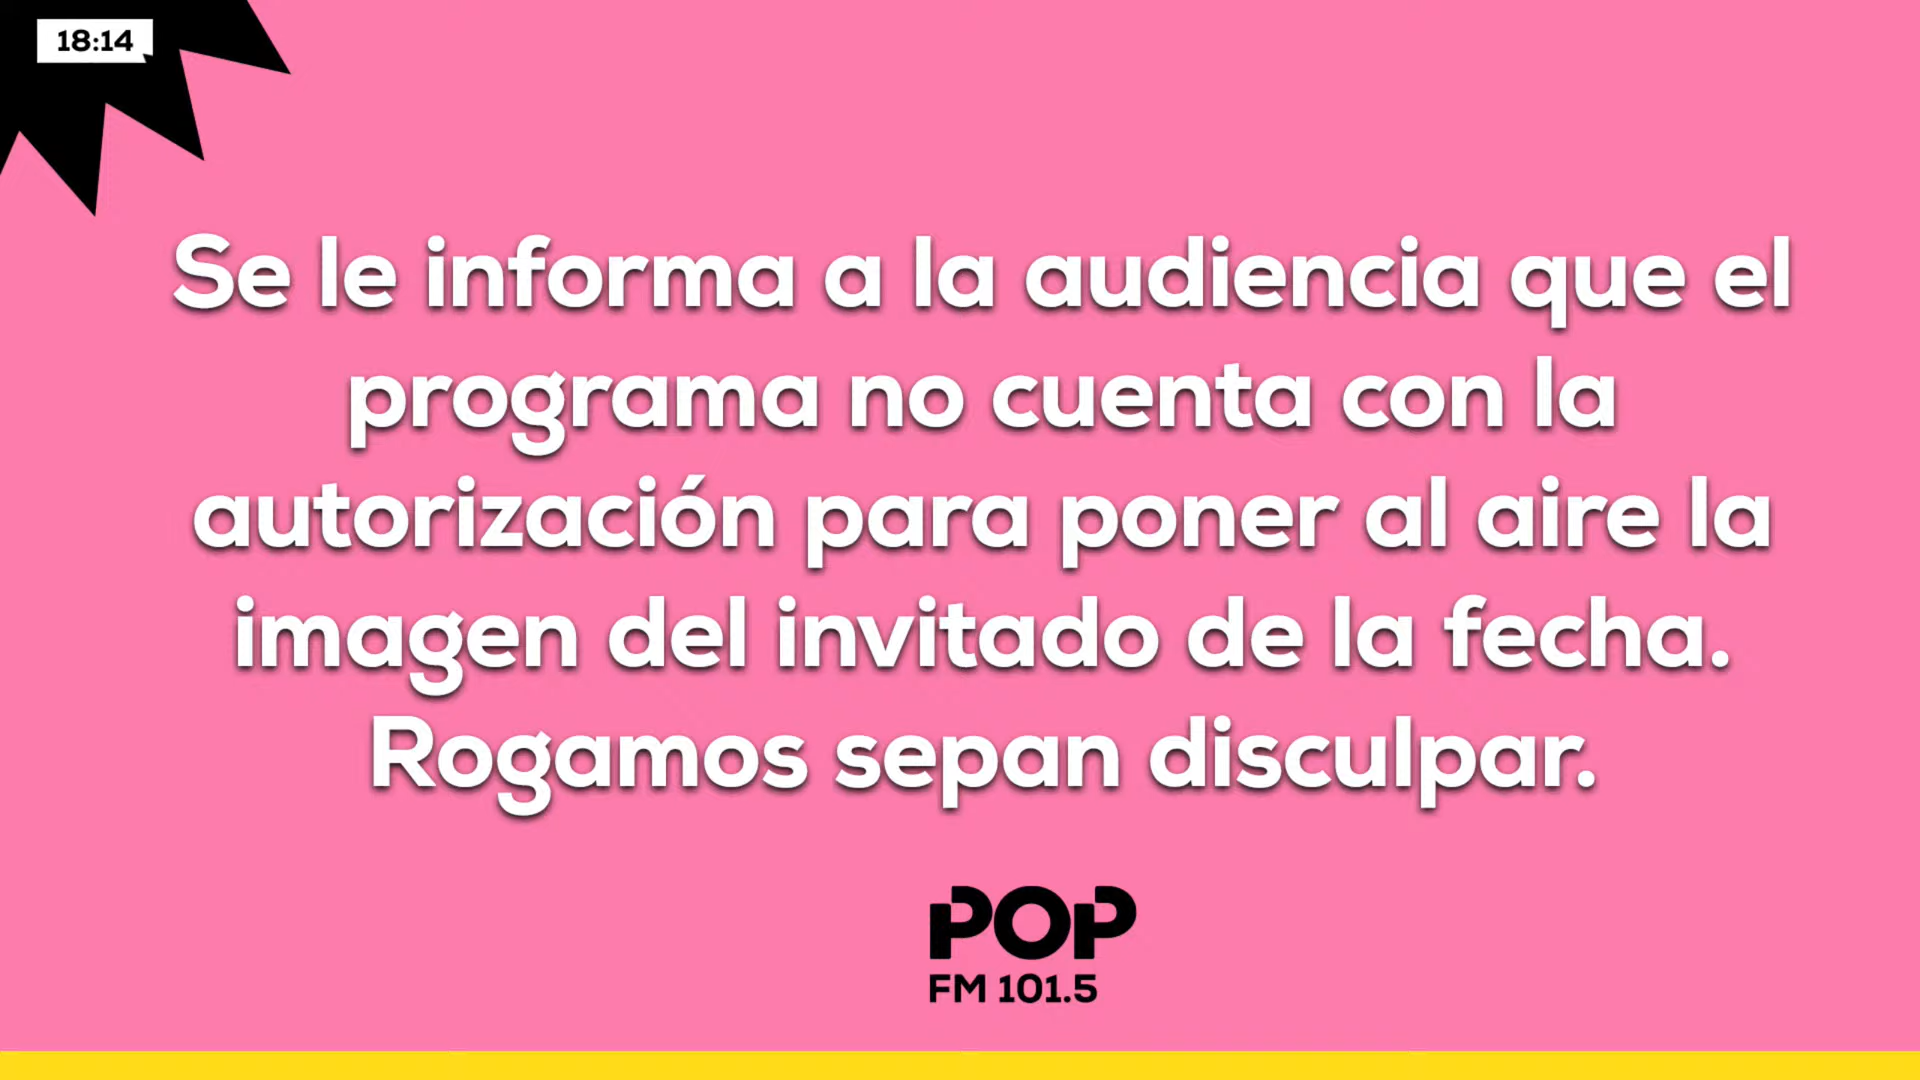 18:14
Se le informa a la audiencia que el
programa no cuenta con la
autorización para poner al aire la
imagen del invitado de la fecha.
Rogamos sepan disculpar.
POP
FM 101.5